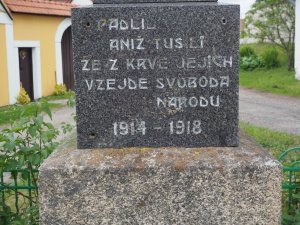 PADLI
ANIŽ TUŠILI
ŽE Z KRVE JEJICH
VZEJDE SVOBODA
NÁRODU
1914 - 1918